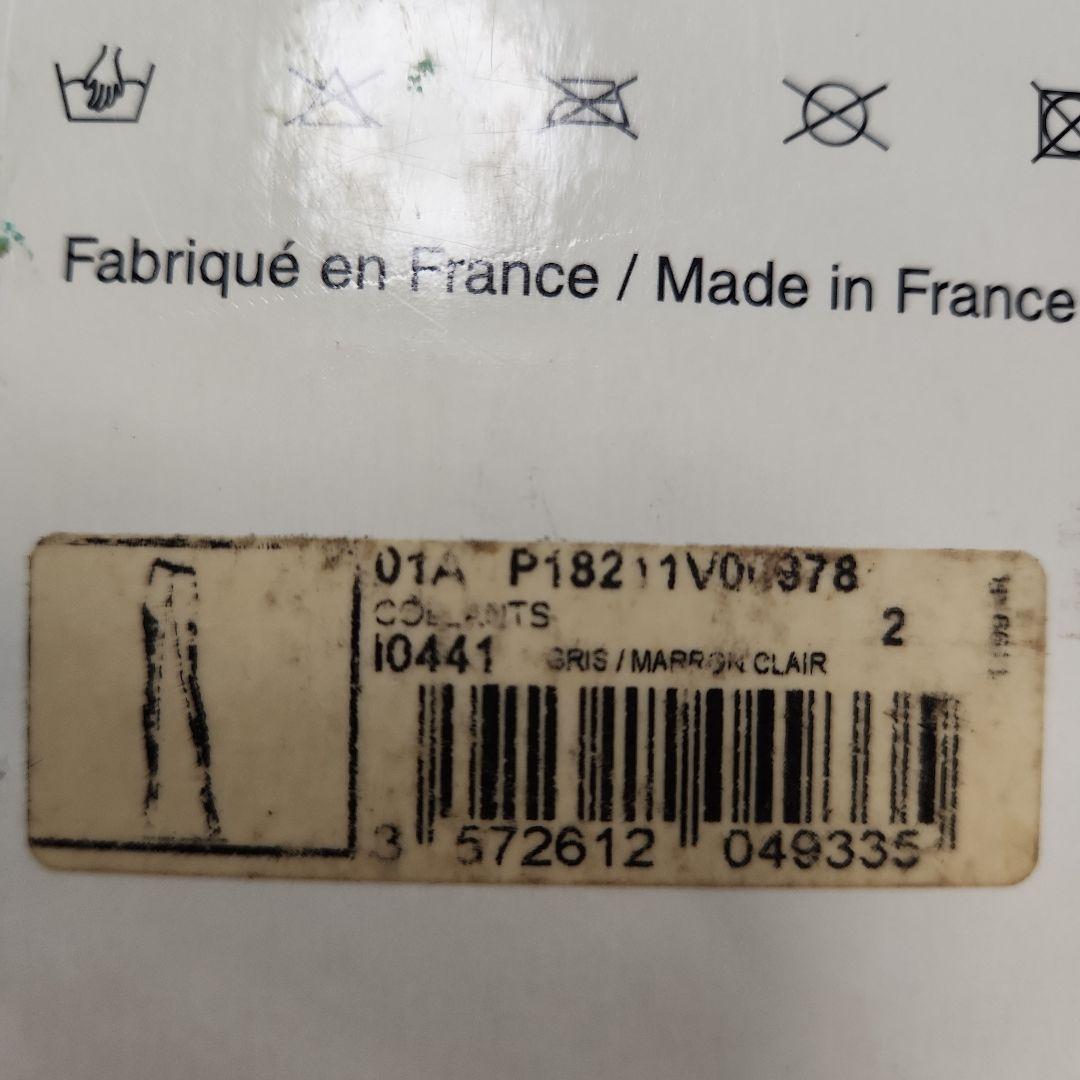 Fabriqué en France / Made in France
01A
COLLANTS
2
I0441 GRIS / MARRON CLAIR
3 572612 049335